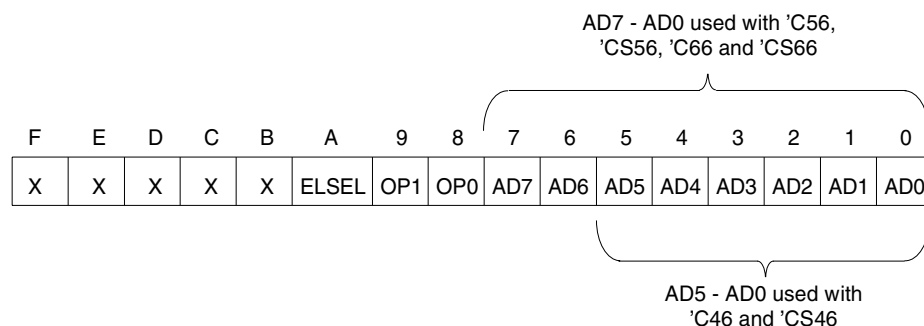 AD7 - AD0 used with 'C56,
'CS56, 'C66 and 'CS66
F E D C B A 9 8 7 6 5 4 3 2 1 0
X X X X X ELSEL OP1 OP0 AD7 AD6 AD5 AD4 AD3 AD2 AD1 AD0
AD5 - AD0 used with
'C46 and 'CS46